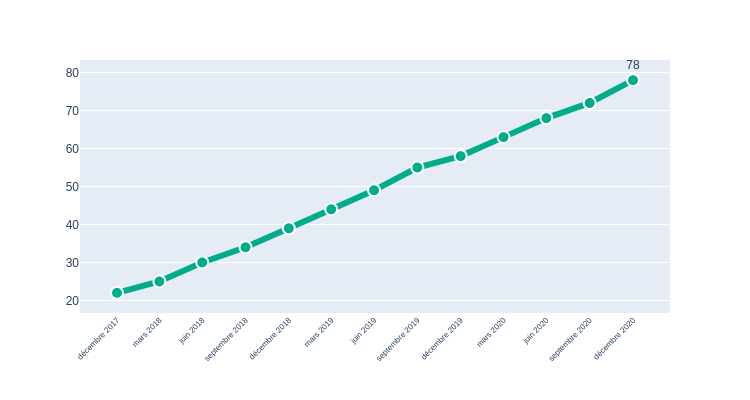 78
80
70
60
50
40
30
20
décembre 2017
mars 2018
juin 2018
septembre 2018
décembre 2018
mars 2019
juin 2019
septembre 2019
décembre 2019
mars 2020
juin 2020
septembre 2020
décembre 2020